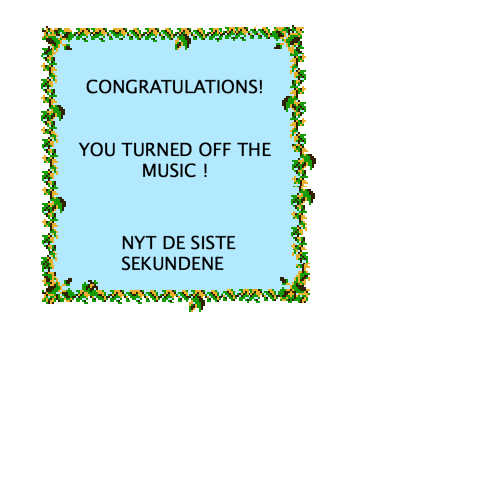 CONGRATULATIONS!
YOU TURNED OFF THE
MUSIC !
NYT DE SISTE
SEKUNDENE